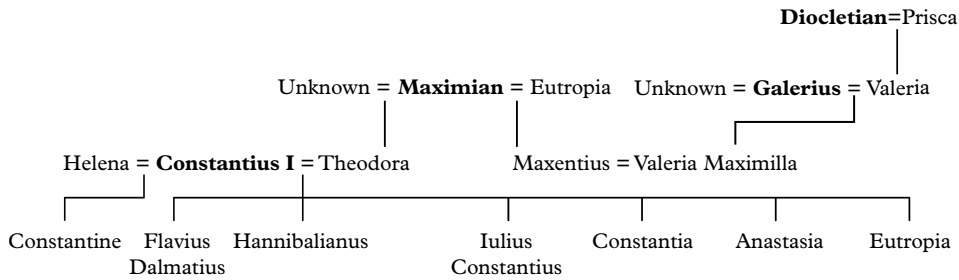 Diocletian=Prisca
Unknown = Maximian = Eutropia Unknown = Galerius = Valeria
Helena = Constantius I = Theodora Maxentius = Valeria Maximilla
Constantine Flavius Hannibalianus Iulius Constantia Anastasia Eutropia
Dalmatius Constantius